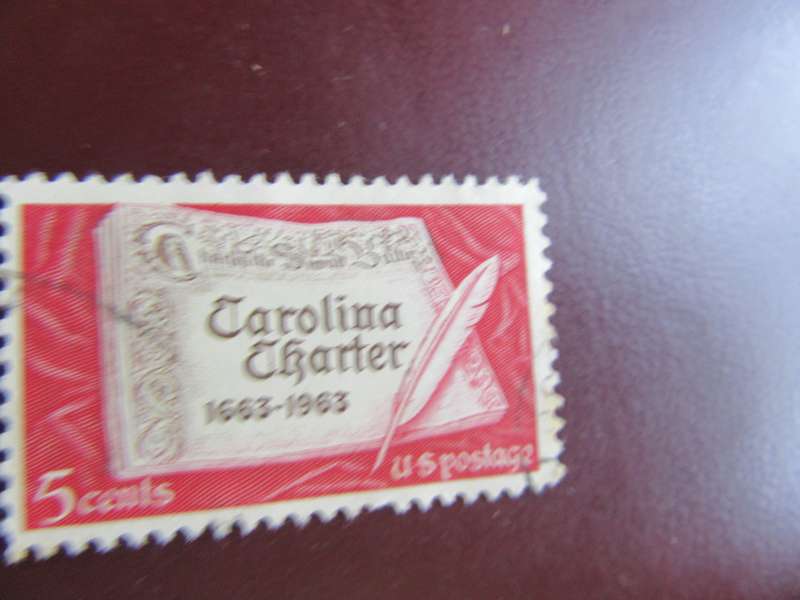 Carolina
Charter
1663-1963
5 cents
U S postage